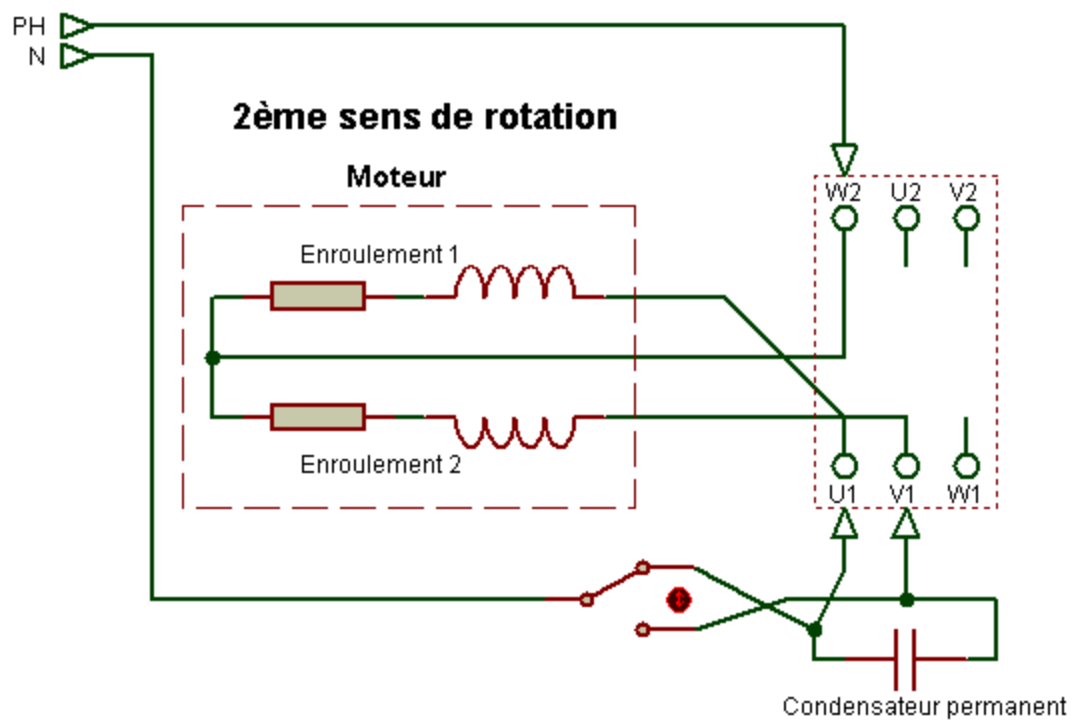 PH
N
2ème sens de rotation
Moteur
W2 U2 V2
Enroulement 1
Enroulement 2
U1 V1 W1
Condensateur permanent